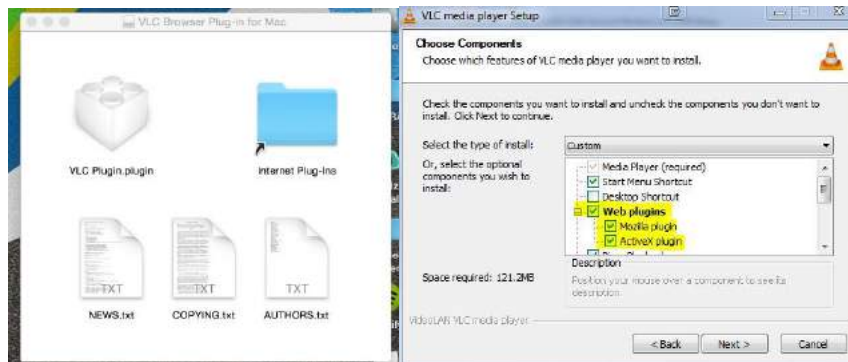 VLC Browser Plug-in for Mac
VLC Plugin.plugin
Internet Plug-Ins
TXT
TXT
TXT
NEWS.txt
COPYING.txt
AUTHORS.txt
VLC media player Setup
Choose Components
Choose which features of VLC media player you want to install.
Check the components you want to install and uncheck the components you don't want to
install. Click Next to continue.
Select the type of install:
Custom
Or, select the optional
components you wish to
install:
Media Player (required)
Start Menu Shortcut
Desktop Shortcut
Web plugins
Mozilla plugin
ActiveX plugin
Space required: 121.2MB
Description
Position your mouse over a component to see its
description.
VideoLAN VLC media player
< Back
Next >
Cancel